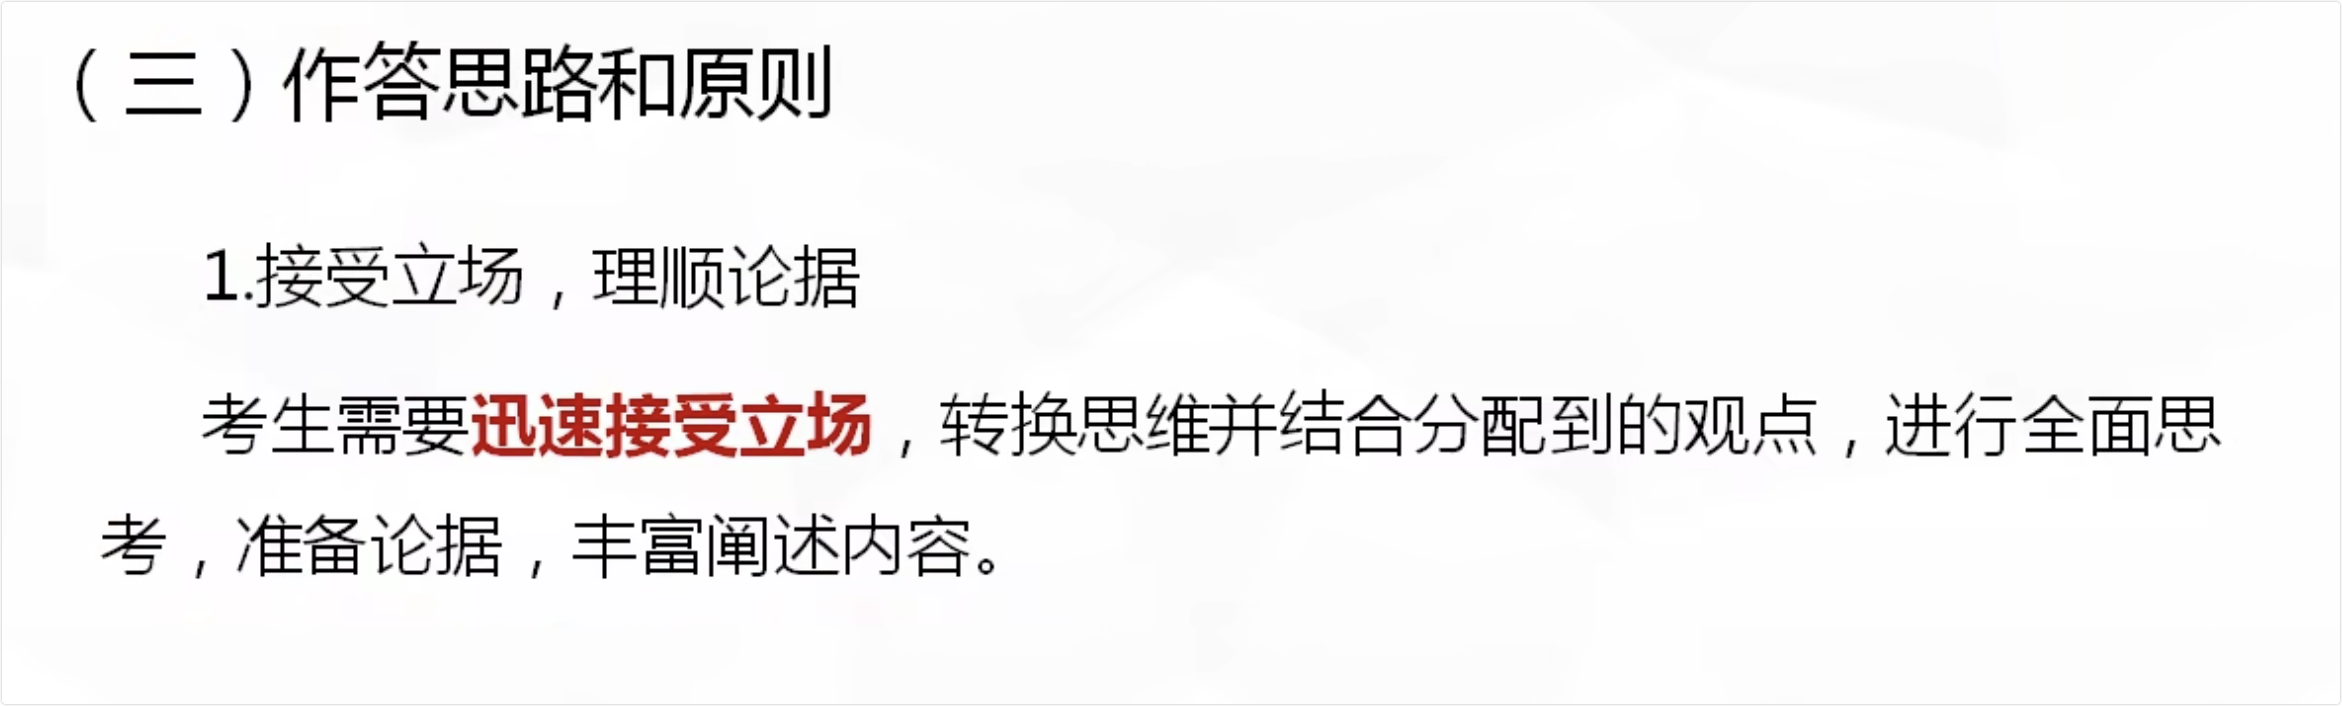 （三）作答思路和原则
1.接受立场，理顺论据
考生需要迅速接受立场，转换思维并结合分配到的观点，进行全面思
考，准备论据，丰富阐述内容。